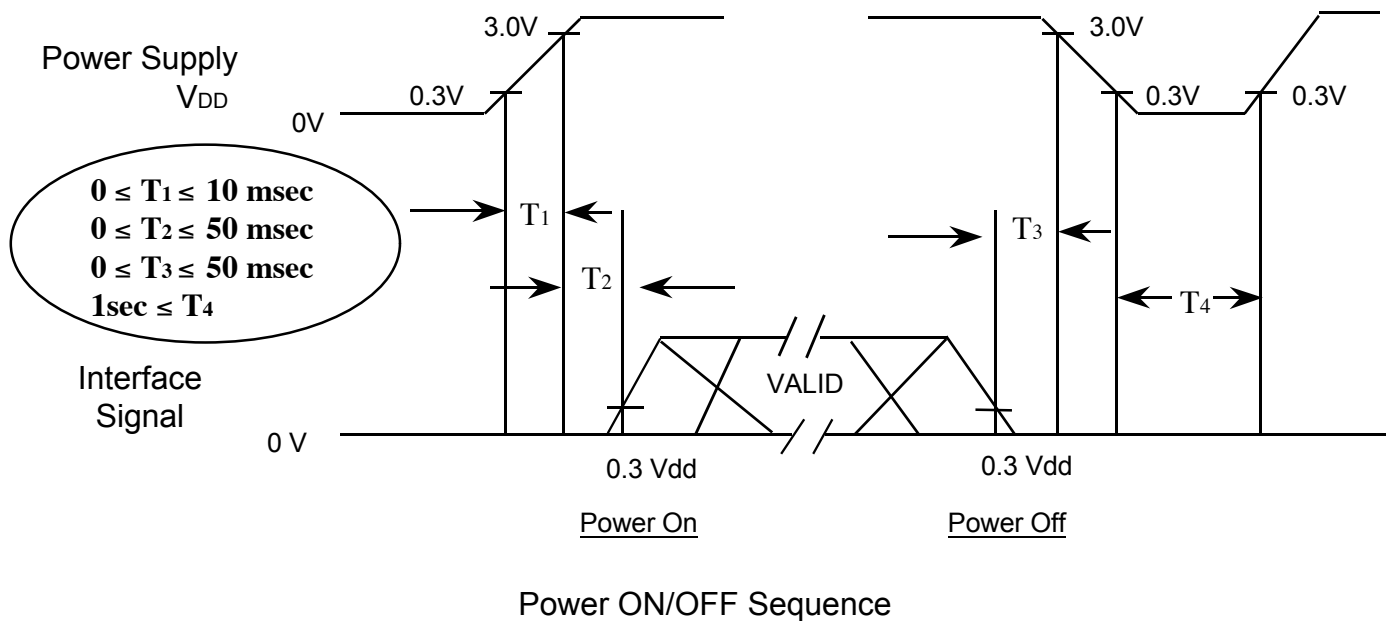 3.0V
3.0V
Power Supply
VDD
0.3V
0.3V
0.3V
0V
0 ≤ T1 ≤ 10 msec
0 ≤ T2 ≤ 50 msec
0 ≤ T3 ≤ 50 msec
1sec ≤ T4
T1
T3
T2
T4
Interface
Signal
VALID
0 V
0.3 Vdd
0.3 Vdd
Power On
Power Off
Power ON/OFF Sequence